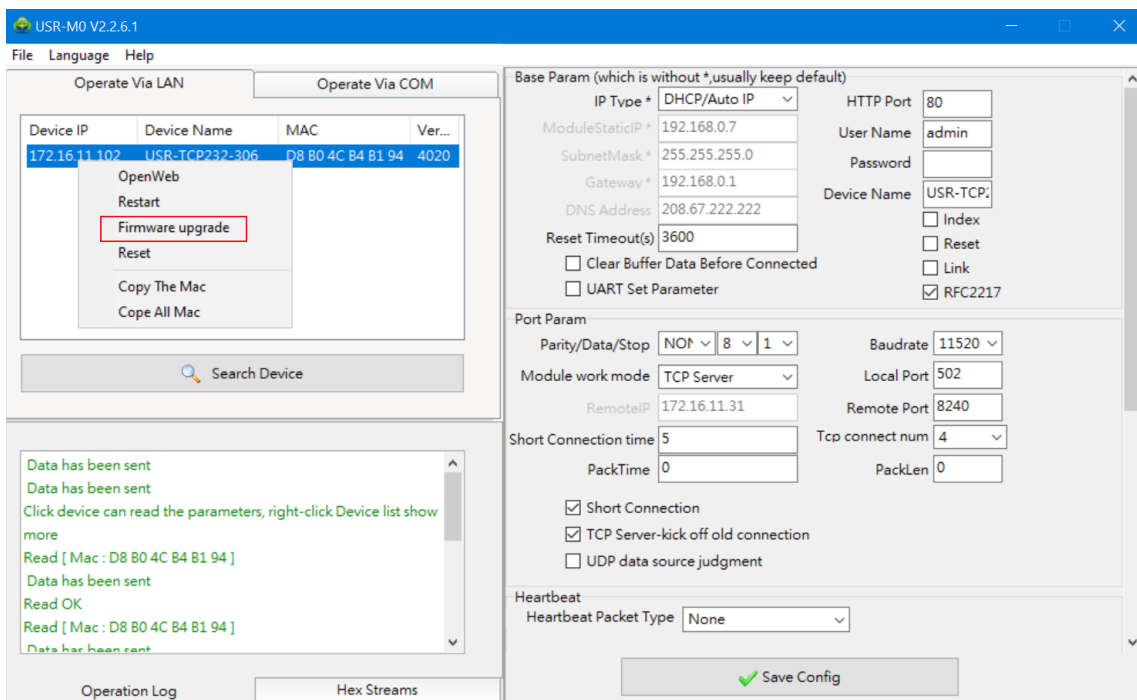 USR-M0 V2.2.6.1
File Language Help
Operate Via LAN
Operate Via COM
Device IP Device Name MAC Ver...
172.16.11.102 USR-TCP232-306 D8 B0 4C B4 B1 94 4020
OpenWeb
Restart
Firmware upgrade
Reset
Copy The Mac
Cope All Mac
Search Device
Data has been sent
Data has been sent
Click device can read the parameters, right-click Device list show
more
Read [ Mac : D8 B0 4C B4 B1 94 ]
Data has been sent
Read OK
Read [ Mac : D8 B0 4C B4 B1 94 ]
Data has been sent
Operation Log
Hex Streams
Base Param (which is without *,usually keep default)
IP Type * DHCP/Auto IP
ModuleStaticIP * 192.168.0.7
SubnetMask * 255.255.255.0
Gateway * 192.168.0.1
DNS Address 208.67.222.222
Reset Timeout(s) 3600
Clear Buffer Data Before Connected
UART Set Parameter
HTTP Port 80
User Name admin
Password
Device Name USR-TCP2
Index
Reset
Link
RFC2217
Port Param
Parity/Data/Stop NON 8 1
Baudrate 11520
Module work mode TCP Server
Local Port 502
RemoteIP 172.16.11.31
Remote Port 8240
Short Connection time 5
Tcp connect num 4
PackTime 0
PackLen 0
Short Connection
TCP Server-kick off old connection
UDP data source judgment
Heartbeat
Heartbeat Packet Type None
Save Config